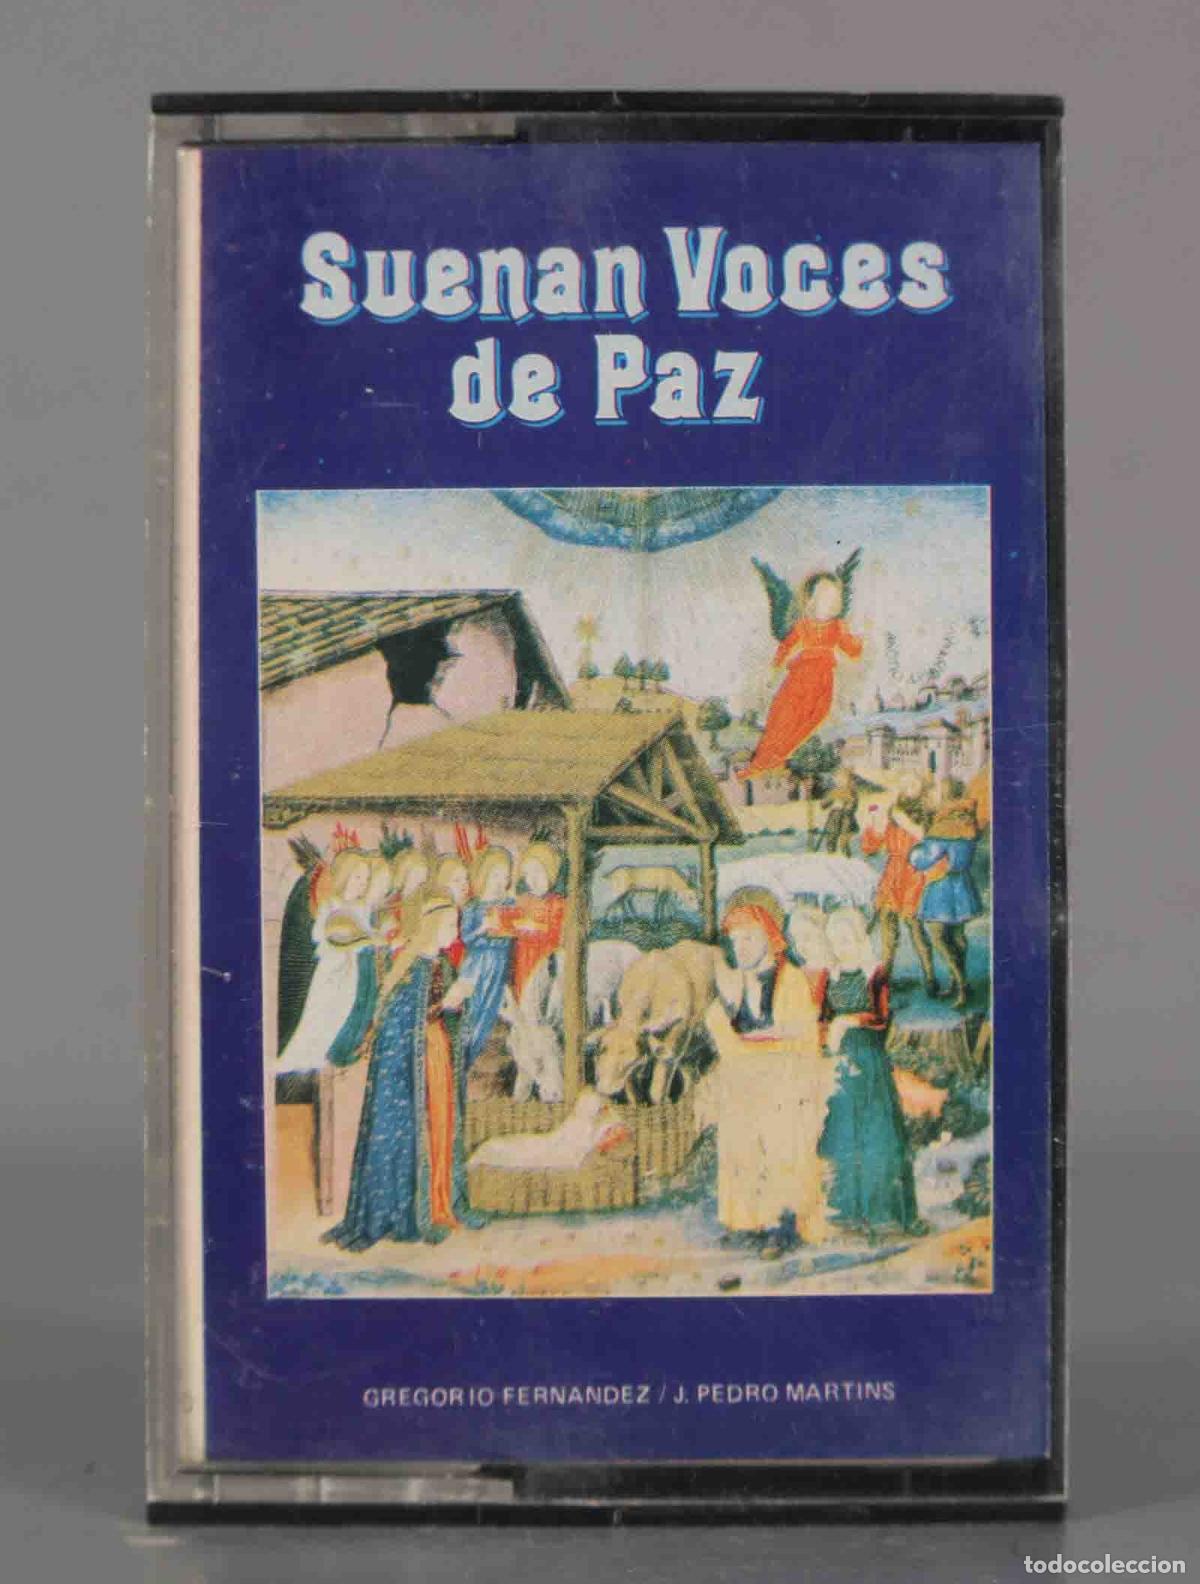 Suenan Voces
de Paz
GREGORIO FERNANDEZ / J. PEDRO MARTINS
todocoleccion